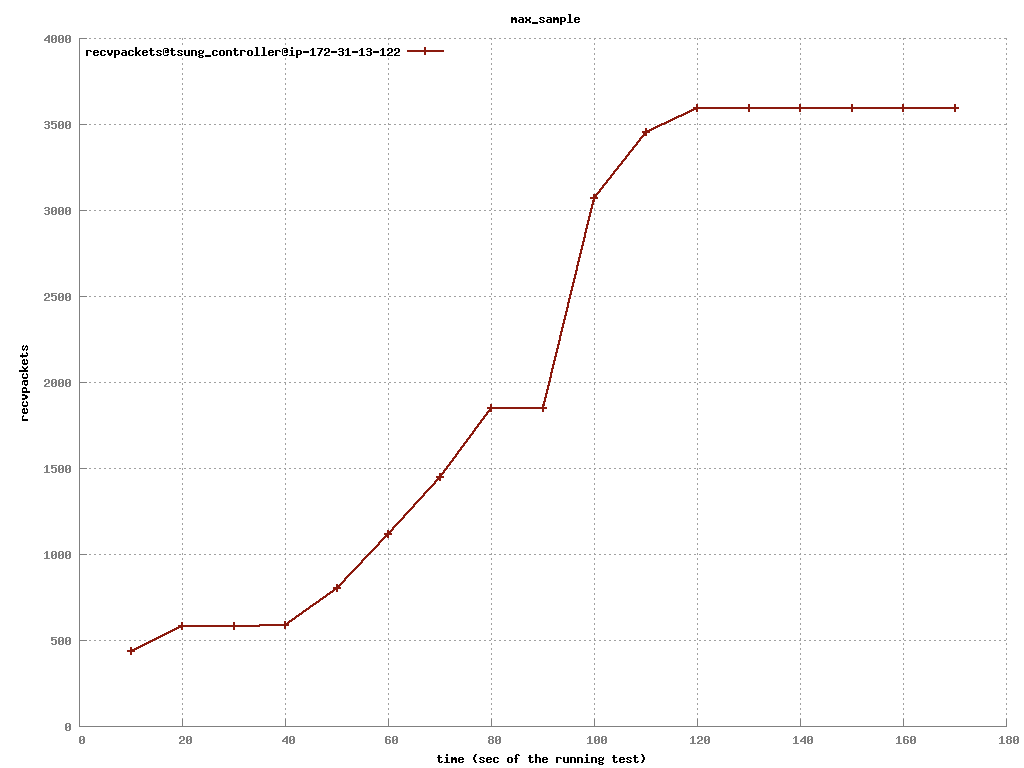 max_sample
4000
recvpackets@tsung_controller@ip-172-31-13-122
3500
3000
2500
2000
1500
1000
500
0
recvpackets
0 20 40 60 80 100 120 140 160 180
time (sec of the running test)